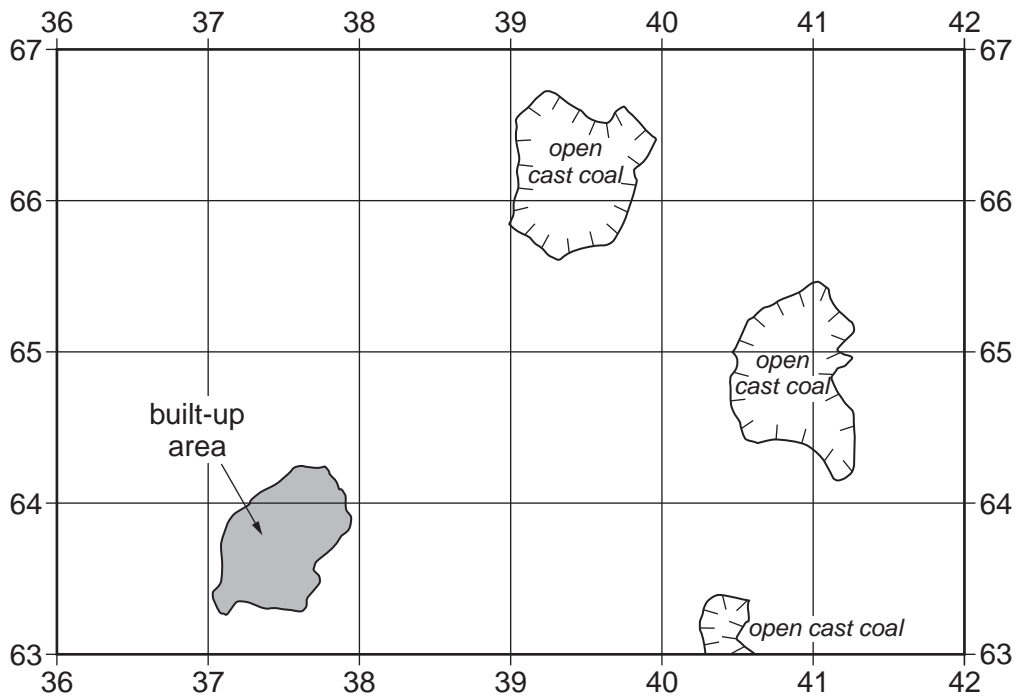 36 37 38 39 40 41 42
67 67
open
cast coal
66 66
65 65
open
cast coal
built-up
area
64 64
open cast coal
63 63
36 37 38 39 40 41 42